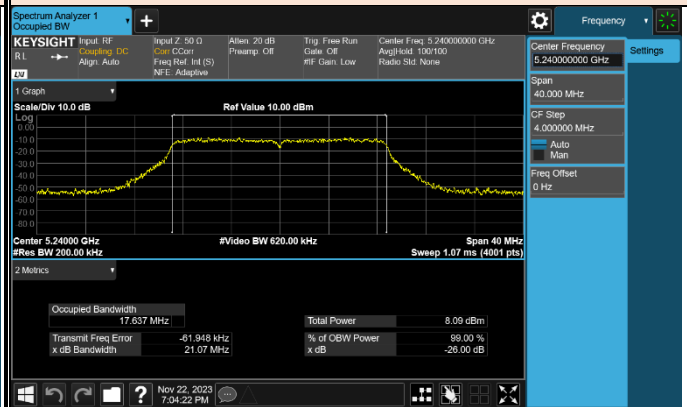 Spectrum Analyzer 1
Occupied BW
Frequency
KEYSIGHT Input: RF Input Z: 50 Ω Atten: 20 dB Trig: Free Run Center Freq: 5.240000000 GHz
RL Coupling: DC Corr CCorr Preamp: Off Gate: Off Avg|Hold: 100/100
Align: Auto Freq Ref: Int (S) #IF Gain: Low Radio Std: None
NFE: Adaptive
LXI
Center Frequency
5.240000000 GHz
Settings
Span
40.000 MHz
CF Step
4.000000 MHz
Auto
Man
Freq Offset
0 Hz
1 Graph
Scale/Div 10.0 dB Ref Value 10.00 dBm
Log
0.00
-10.0
-20.0
-30.0
-40.0
-50.0
-60.0
-70.0
-80.0
Center 5.24000 GHz #Video BW 620.00 kHz Span 40 MHz
#Res BW 200.00 kHz Sweep 1.07 ms (4001 pts)
2 Metrics
Occupied Bandwidth
17.637 MHz Total Power 8.09 dBm
Transmit Freq Error -61.948 kHz % of OBW Power 99.00 %
x dB Bandwidth 21.07 MHz x dB -26.00 dB
? Nov 22, 2023
7:04:22 PM